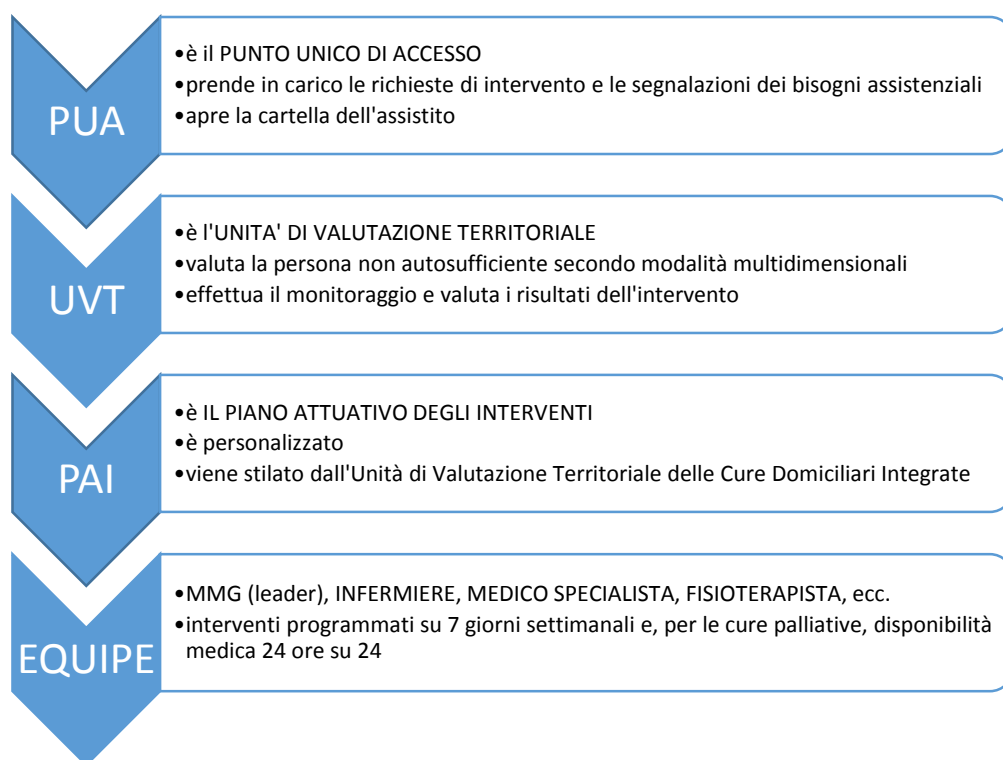 PUA
•è il PUNTO UNICO DI ACCESSO
•prende in carico le richieste di intervento e le segnalazioni dei bisogni assistenziali
•apre la cartella dell'assistito
UVT
•è l'UNITA' DI VALUTAZIONE TERRITORIALE
•valuta la persona non autosufficiente secondo modalità multidimensionali
•effettua il monitoraggio e valuta i risultati dell'intervento
PAI
•è IL PIANO ATTUATIVO DEGLI INTERVENTI
•è personalizzato
•viene stilato dall'Unità di Valutazione Territoriale delle Cure Domiciliari Integrate
EQUIPE
•MMG (leader), INFERMIERE, MEDICO SPECIALISTA, FISIOTERAPISTA, ecc.
•interventi programmati su 7 giorni settimanali e, per le cure palliative, disponibilità
medica 24 ore su 24